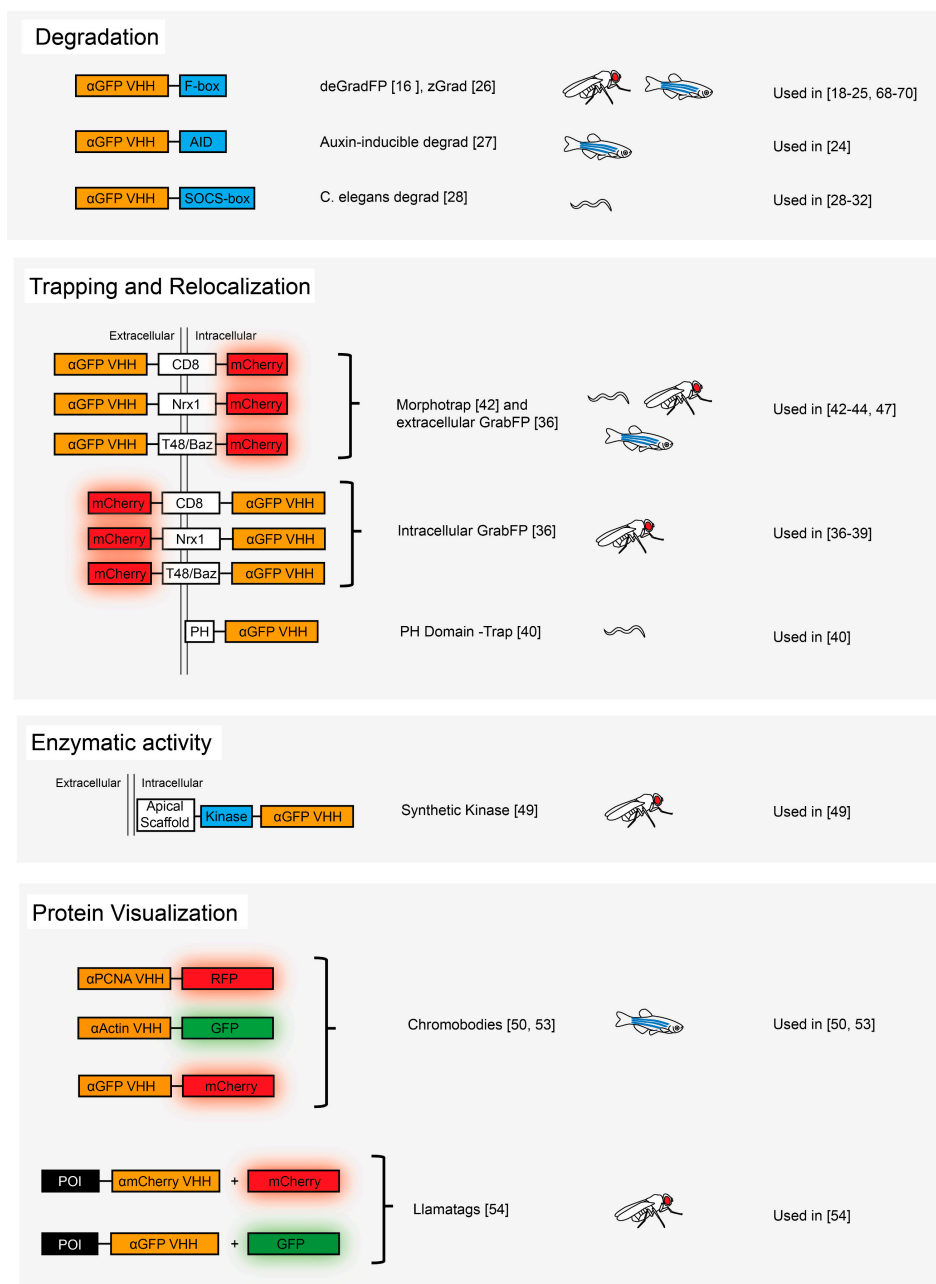 Degradation
αGFP VHH F-box deGradFP [16 ], zGrad [26] Used in [18-25, 68-70]
αGFP VHH AID Auxin-inducible degrad [27] Used in [24]
αGFP VHH SOCS-box C. elegans degrad [28] Used in [28-32]
Trapping and Relocalization
Extracellular Intracellular
αGFP VHH CD8 mCherry
αGFP VHH Nrx1 mCherry
αGFP VHH T48/Baz mCherry
Morphotrap [42] and
extracellular GrabFP [36]
Used in [42-44, 47]
mCherry CD8 αGFP VHH
mCherry Nrx1 αGFP VHH
mCherry T48/Baz αGFP VHH
Intracellular GrabFP [36] Used in [36-39]
PH αGFP VHH PH Domain -Trap [40] Used in [40]
Enzymatic activity
Extracellular Intracellular
Apical
Scaffold
Kinase αGFP VHH Synthetic Kinase [49] Used in [49]
Protein Visualization
αPCNA VHH RFP
αActin VHH GFP
αGFP VHH mCherry
Chromobodies [50, 53] Used in [50, 53]
POI αmCherry VHH + mCherry
POI αGFP VHH + GFP
Llamatags [54] Used in [54]